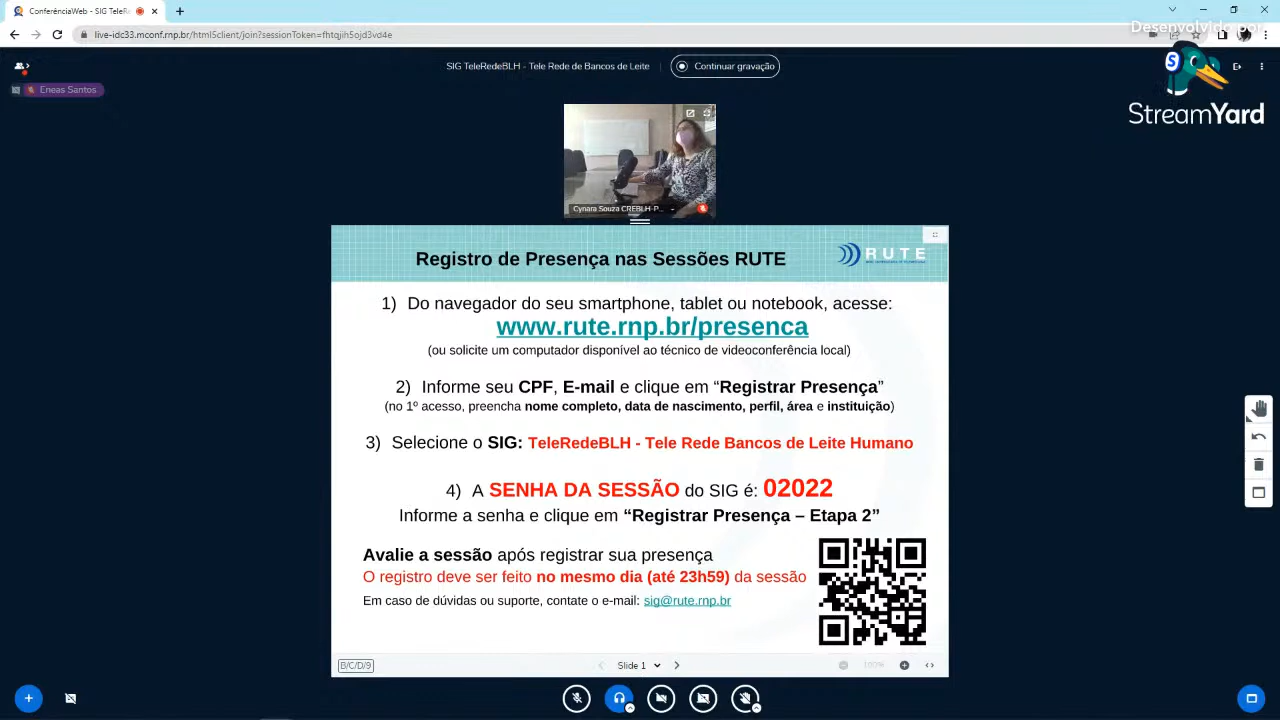 ConferênciaWeb - SIG TeleR
live-idc33.mconf.rnp.br/html5client/join?sessionToken=fhtqjih5ojd3vd4e
Desenvolvido por
StreamYard
SIG TeleRedeBLH - Tele Rede de Bancos de Leite
Continuar gravação
Eneas Santos
Cynara Souza CREBLH-P...
Registro de Presença nas Sessões RUTE
RUTE
1) Do navegador do seu smartphone, tablet ou notebook, acesse:
www.rute.rnp.br/presenca
(ou solicite um computador disponível ao técnico de videoconferência local)
2) Informe seu CPF, E-mail e clique em “Registrar Presença”
(no 1º acesso, preencha nome completo, data de nascimento, perfil, área e instituição)
3) Selecione o SIG: TeleRedeBLH - Tele Rede Bancos de Leite Humano
4) A SENHA DA SESSÃO do SIG é: 02022
Informe a senha e clique em “Registrar Presença – Etapa 2”
Avalie a sessão após registrar sua presença
O registro deve ser feito no mesmo dia (até 23h59) da sessão
Em caso de dúvidas ou suporte, contate o e-mail: sig@rute.rnp.br
B/C/D/9
Slide 1
100%